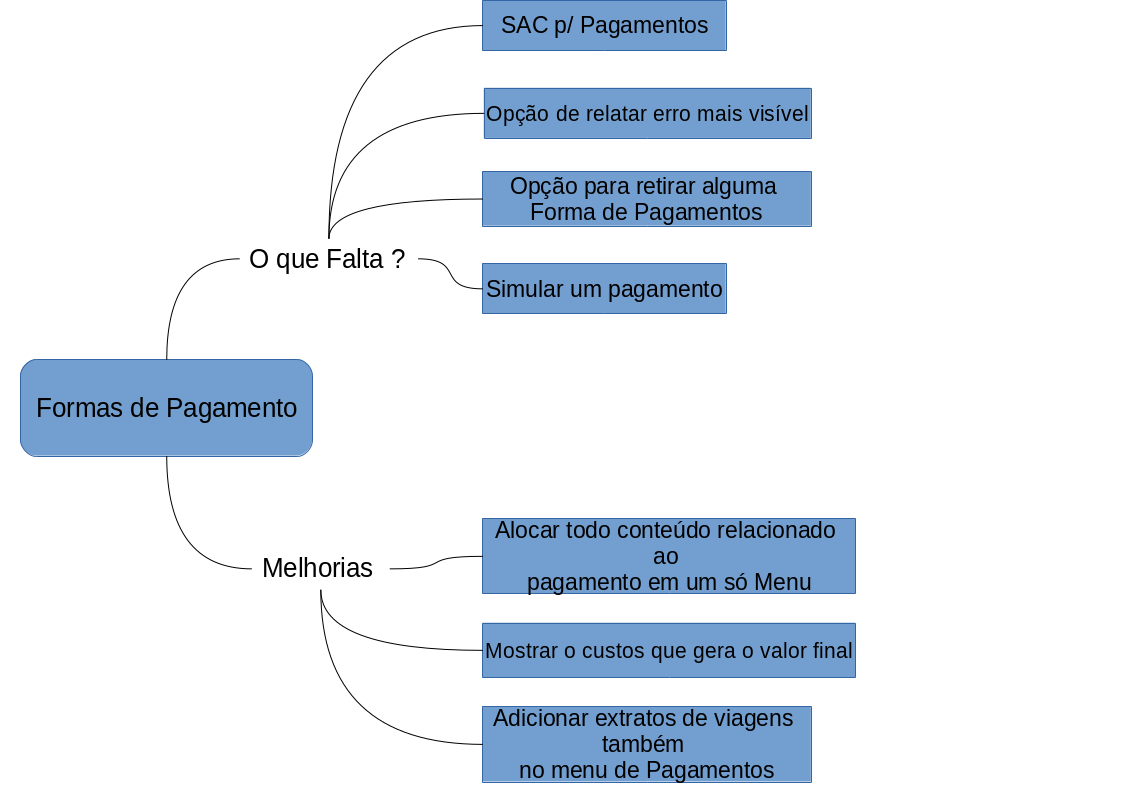 SAC p/ Pagamentos
Opção de relatar erro mais visível
Opção para retirar alguma
Forma de Pagamentos
O que Falta ?
Simular um pagamento
Formas de Pagamento
Alocar todo conteúdo relacionado
ao
pagamento em um só Menu
Melhorias
Mostrar o custos que gera o valor final
Adicionar extratos de viagens
também
no menu de Pagamentos